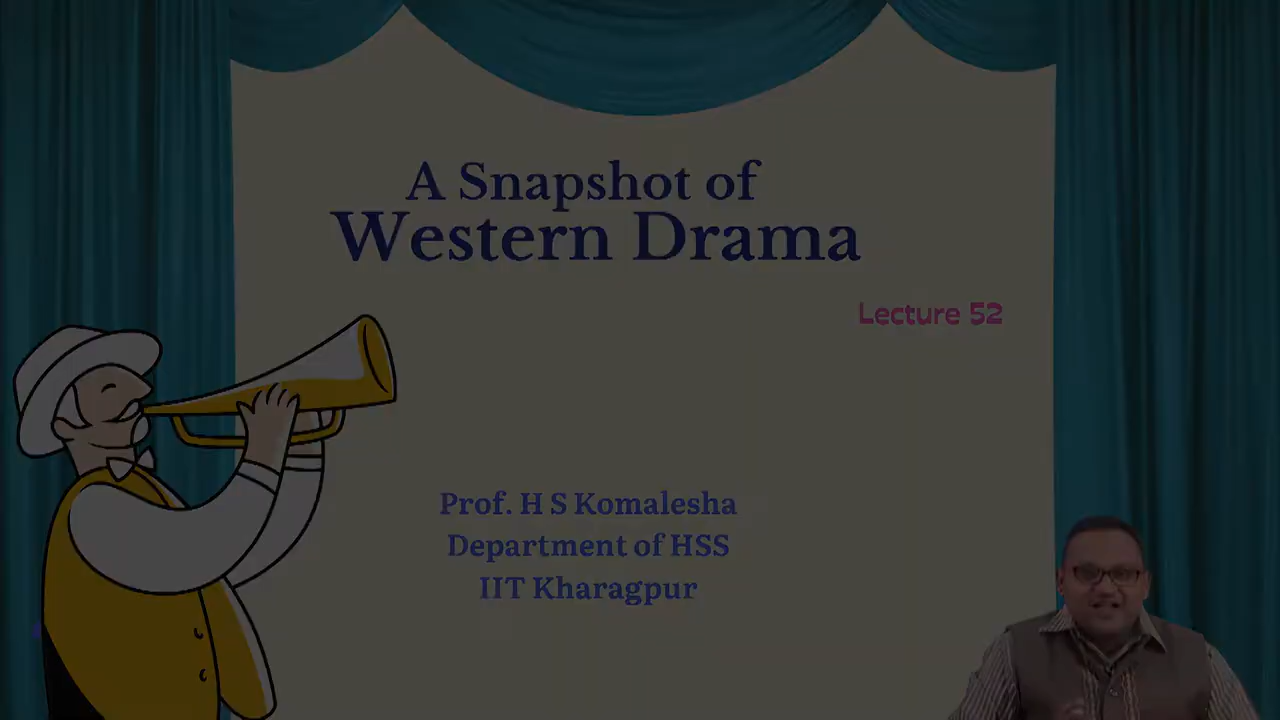 A Snapshot of
Western Drama
Lecture 52
Prof. H S Komalesha
Department of HSS
IIT Kharagpur